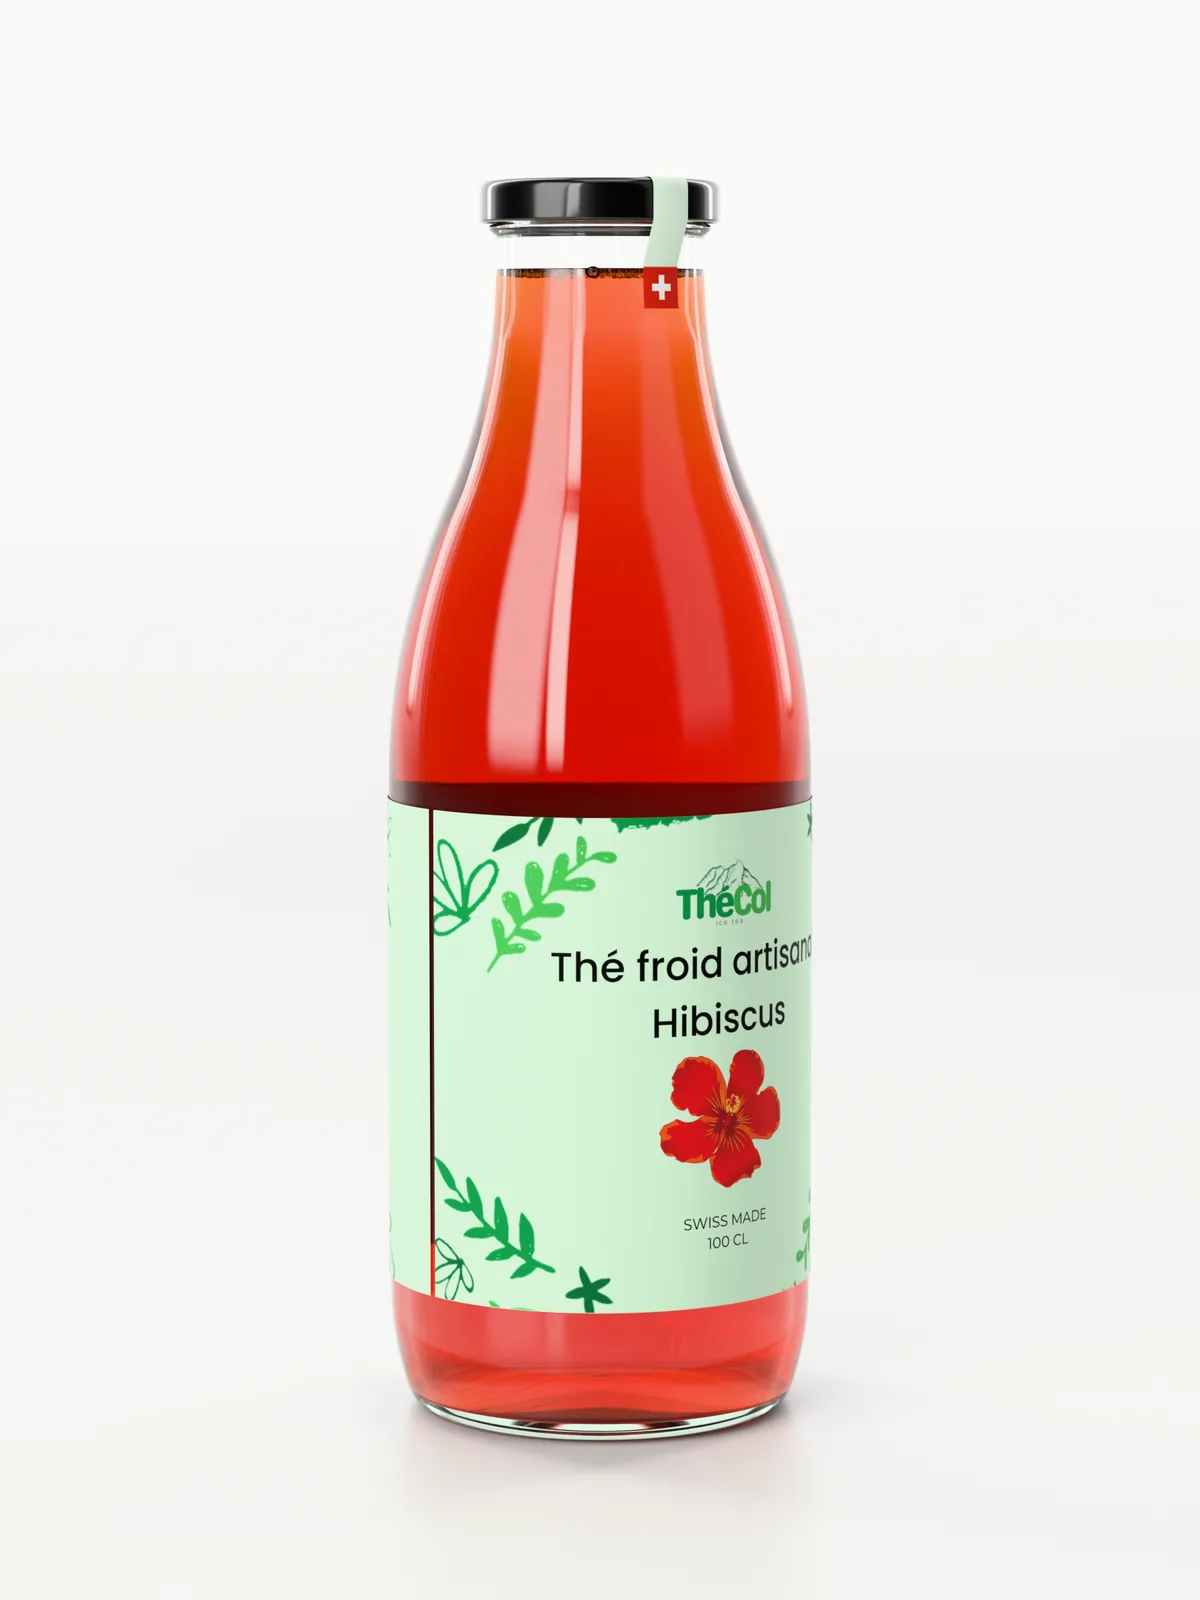 ThéCol
ice tea
Thé froid artisana
Hibiscus
SWISS MADE
100 CL